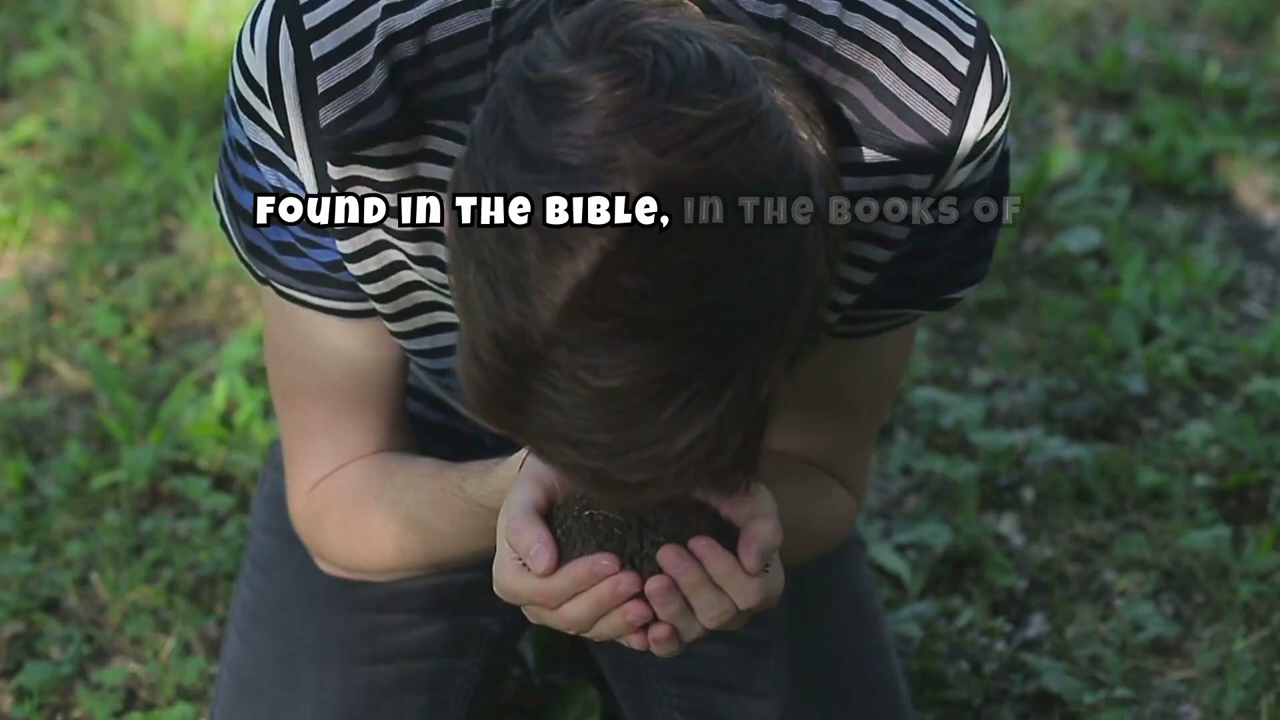 Found in the Bible, in the books of